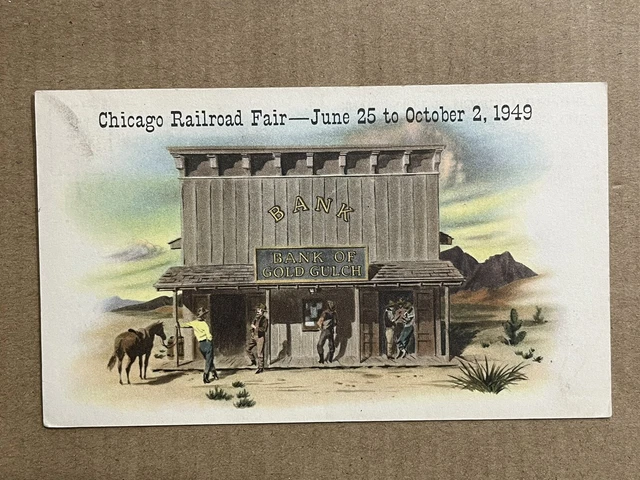 Chicago Railroad Fair—June 25 to October 2, 1949
BANK
BANK OF
GOLD GULCH